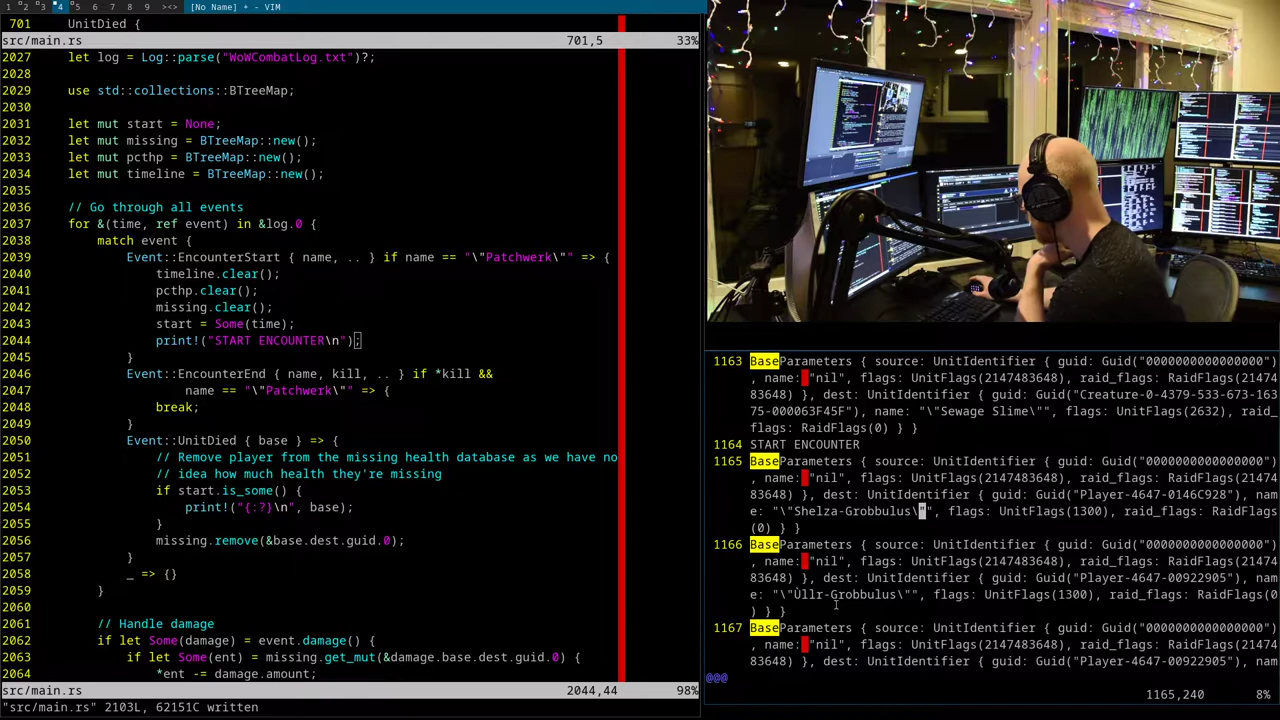 1 2 3 4 5 6 7 8 9 ><> [No Name] + - VIM
701 UnitDied {
src/main.rs 701,5 33%
2027 let log = Log::parse("WoWCombatLog.txt")?;
2028
2029 use std::collections::BTreeMap;
2030
2031 let mut start = None;
2032 let mut missing = BTreeMap::new();
2033 let mut pcthp = BTreeMap::new();
2034 let mut timeline = BTreeMap::new();
2035
2036 // Go through all events
2037 for &(time, ref event) in &log.0 {
2038 match event {
2039 Event::EncounterStart { name, .. } if name == "\"Patchwerk\"" => {
2040 timeline.clear();
2041 pcthp.clear();
2042 missing.clear();
2043 start = Some(time);
2044 print!("START ENCOUNTER\n");
2045 }
2046 Event::EncounterEnd { name, kill, .. } if *kill &&
2047 name == "\"Patchwerk\"" => {
2048 break;
2049 }
2050 Event::UnitDied { base } => {
2051 // Remove player from the missing health database as we have no
2052 // idea how much health they're missing
2053 if start.is_some() {
2054 print!("{:?}\n", base);
2055 }
2056 missing.remove(&base.dest.guid.0);
2057 }
2058 _ => {}
2059 }
2060
2061 // Handle damage
2062 if let Some(damage) = event.damage() {
2063 if let Some(ent) = missing.get_mut(&damage.base.dest.guid.0) {
2064 *ent -= damage.amount;
src/main.rs 2044,44 98%
"src/main.rs" 2103L, 62151C written
1163 BaseParameters { source: UnitIdentifier { guid: Guid("0000000000000000")
, name: "nil", flags: UnitFlags(2147483648), raid_flags: RaidFlags(21474
83648) }, dest: UnitIdentifier { guid: Guid("Creature-0-4379-533-673-163
75-000063F45F"), name: "\"Sewage Slime\"", flags: UnitFlags(2632), raid_
flags: RaidFlags(0) } }
1164 START ENCOUNTER
1165 BaseParameters { source: UnitIdentifier { guid: Guid("0000000000000000")
, name: "nil", flags: UnitFlags(2147483648), raid_flags: RaidFlags(21474
83648) }, dest: UnitIdentifier { guid: Guid("Player-4647-0146C928"), nam
e: "\"Shelza-Grobbulus\"", flags: UnitFlags(1300), raid_flags: RaidFlags
(0) } }
1166 BaseParameters { source: UnitIdentifier { guid: Guid("0000000000000000")
, name: "nil", flags: UnitFlags(2147483648), raid_flags: RaidFlags(21474
83648) }, dest: UnitIdentifier { guid: Guid("Player-4647-00922905"), nam
e: "\"Ullr-Grobbulus\"", flags: UnitFlags(1300), raid_flags: RaidFlags(0
) } }
1167 BaseParameters { source: UnitIdentifier { guid: Guid("0000000000000000")
, name: "nil", flags: UnitFlags(2147483648), raid_flags: RaidFlags(21474
83648) }, dest: UnitIdentifier { guid: Guid("Player-4647-00922905"), nam
@@@
1165,240 8%